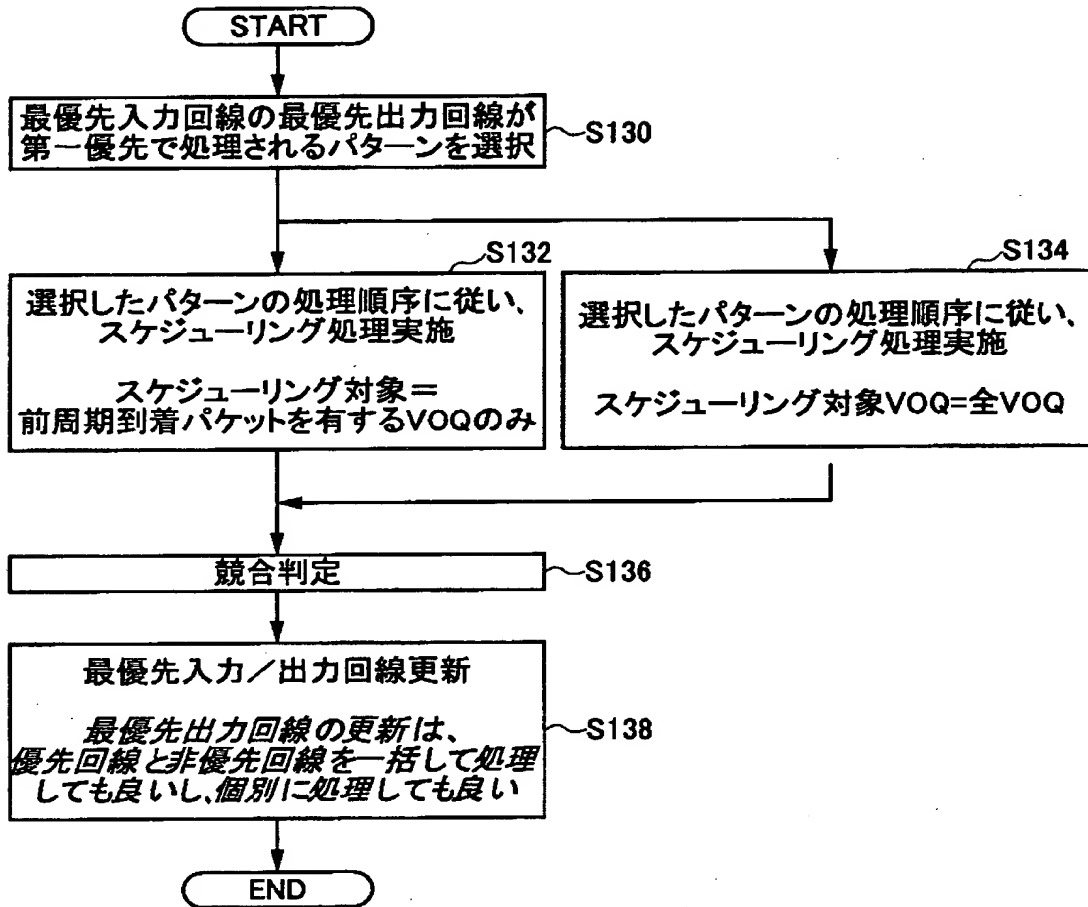 START
最優先入力回線の最優先出力回線が
第一優先で処理されるパターンを選択
S130
S132
選択したパターンの処理順序に従い、
スケジューリング処理実施
スケジューリング対象＝
前周期到着パケットを有するVOQのみ
S134
選択したパターンの処理順序に従い、
スケジューリング処理実施
スケジューリング対象VOQ=全VOQ
競合判定
S136
最優先入力／出力回線更新
最優先出力回線の更新は、
優先回線と非優先回線を一括して処理
しても良いし、個別に処理しても良い
S138
END